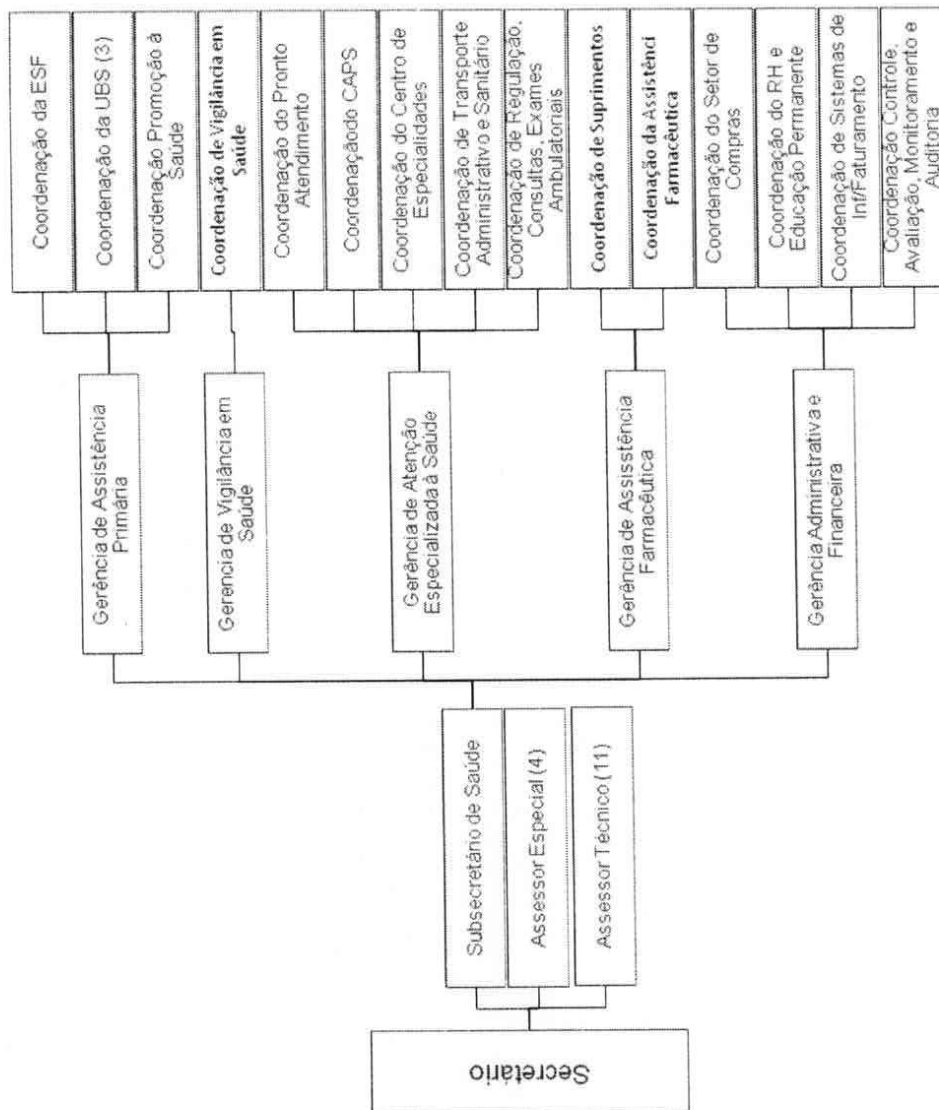 Secretário
Subsecretário de Saúde
Assessor Especial (4)
Assessor Técnico (11)
Gerência de Assistência
Primária
Gerencia de Vigilância em
Saúde
Gerência de Atenção
Especializada à Saúde
Gerência de Assisstência
Farmacêutica
Gerência Administrativa e
Financeira
Coordenação da ESF
Coordenação da UBS (3)
Coordenação Promoção à
Saúde
Coordenação de Vigilância em
Saúde
Coordenação do Pronto
Atendimento
Coordenaçãodo CAPS
Coordenação do Centro de
Especialidades
Coordenação de Transporte
Administrativo e Sanitário
Coordenação de Regulação,
Consultas, Exames
Ambulatoriais
Coordenação de Suprimentos
Coordenação da Assistênci
Farmacêutica
Coordenação do Setor de
Compras
Coordenação do RH e
Educação Permanente
Coordenação de Sistemas de
Inf/Faturamento
Coordenação Controle,
Avaliação, Monitoramento e
Auditoria